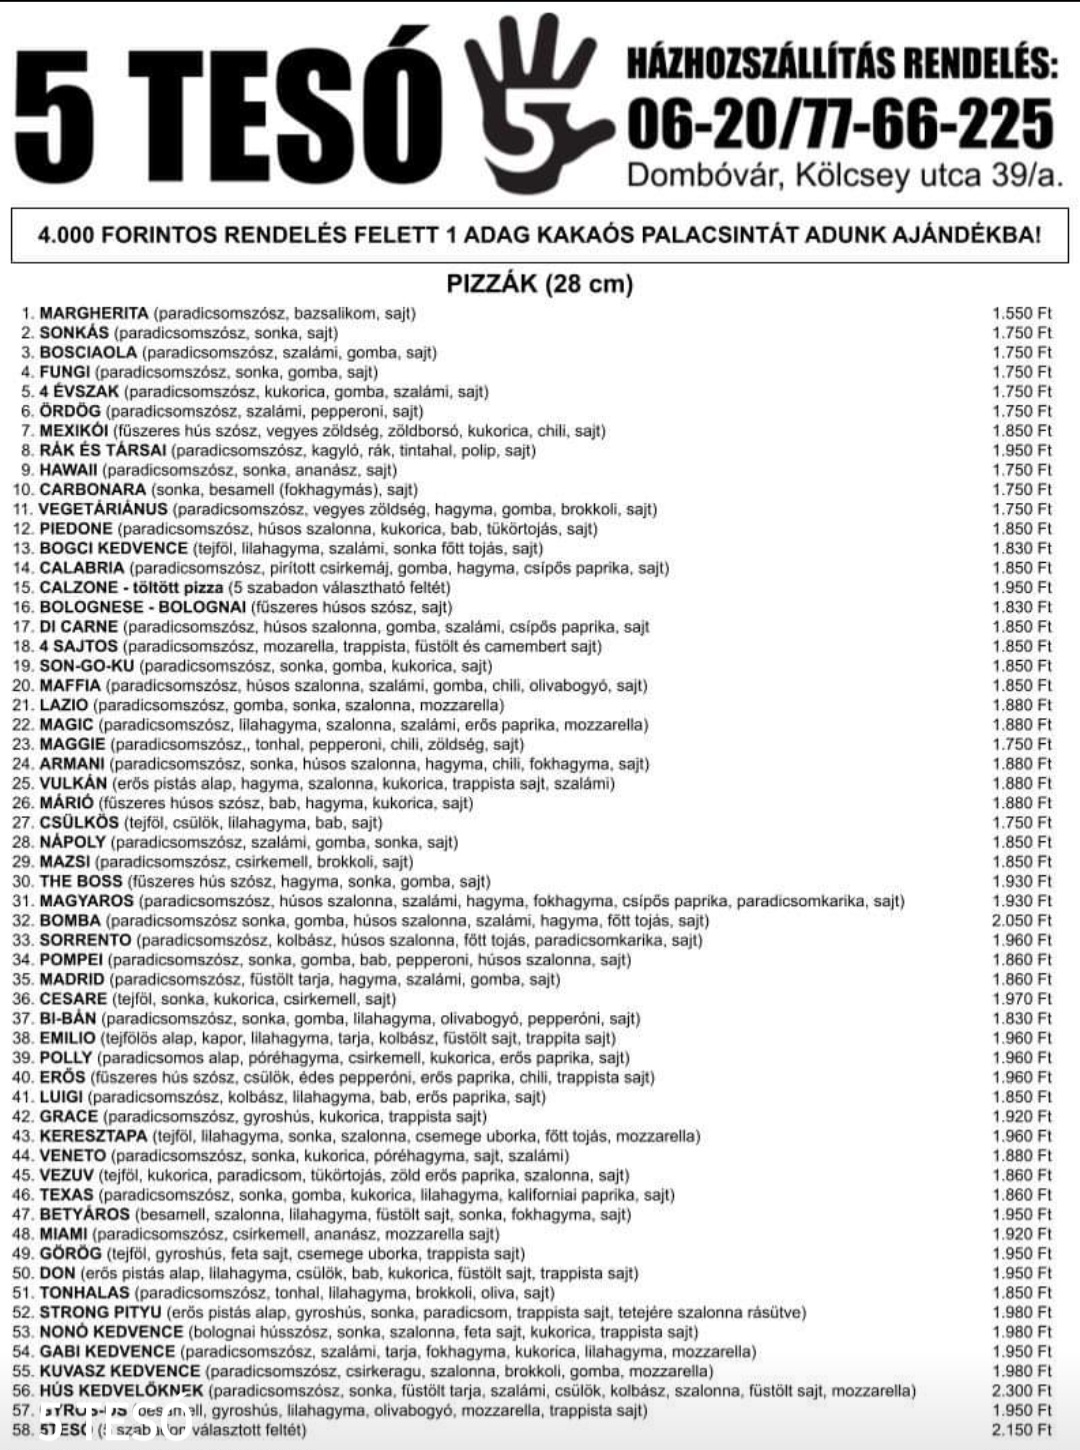 5 TESÓ
5
HÁZHOZSZÁLLÍTÁS RENDELÉS:
06-20/77-66-225
Dombóvár, Kölcsey utca 39/a.
4.000 FORINTOS RENDELÉS FELETT 1 ADAG KAKAÓS PALACSINTÁT ADUNK AJÁNDÉKBA!
PIZZÁK (28 cm)
1. MARGHERITA (paradicsomszósz, bazsalikom, sajt) 1.550 Ft
2. SONKÁS (paradicsomszósz, sonka, sajt) 1.750 Ft
3. BOSCIAOLA (paradicsomszósz, szalámi, gomba, sajt) 1.750 Ft
4. FUNGI (paradicsomszósz, sonka, gomba, sajt) 1.750 Ft
5. 4 ÉVSZAK (paradicsomszósz, kukorica, gomba, szalámi, sajt) 1.750 Ft
6. ÖRDÖG (paradicsomszósz, szalámi, pepperoni, sajt) 1.750 Ft
7. MEXIKÓI (fűszeres hús szósz, vegyes zöldség, zöldborsó, kukorica, chili, sajt) 1.850 Ft
8. RÁK ÉS TÁRSAI (paradicsomszósz, kagyló, rák, tintahal, polip, sajt) 1.950 Ft
9. HAWAII (paradicsomszósz, sonka, ananász, sajt) 1.750 Ft
10. CARBONARA (sonka, besamell (fokhagymás), sajt) 1.750 Ft
11. VEGETÁRIÁNUS (paradicsomszósz, vegyes zöldség, hagyma, gomba, brokkoli, sajt) 1.750 Ft
12. PIEDONE (paradicsomszósz, húsos szalonna, kukorica, bab, tükörtojás, sajt) 1.850 Ft
13. BOGCI KEDVENCE (tejföl, lilahagyma, szalámi, sonka főtt tojás, sajt) 1.830 Ft
14. CALABRIA (paradicsomszósz, pirított csirkemáj, gomba, hagyma, csípős paprika, sajt) 1.850 Ft
15. CALZONE - töltött pizza (5 szabadon választható feltét) 1.950 Ft
16. BOLOGNESE - BOLOGNAI (fűszeres húsos szósz, sajt) 1.830 Ft
17. DI CARNE (paradicsomszósz, húsos szalonna, gomba, szalámi, csípős paprika, sajt 1.850 Ft
18. 4 SAJTOS (paradicsomszósz, mozarella, trappista, füstölt és camembert sajt) 1.850 Ft
19. SON-GO-KU (paradicsomszósz, sonka, gomba, kukorica, sajt) 1.850 Ft
20. MAFFIA (paradicsomszósz, húsos szalonna, szalámi, gomba, chili, olivabogyó, sajt) 1.850 Ft
21. LAZIO (paradicsomszósz, gomba, sonka, szalonna, mozzarella) 1.880 Ft
22. MAGIC (paradicsomszósz, lilahagyma, szalonna, szalámi, erős paprika, mozzarella) 1.880 Ft
23. MAGGIE (paradicsomszósz,, tonhal, pepperoni, chili, zöldség, sajt) 1.750 Ft
24. ARMANI (paradicsomszósz, sonka, húsos szalonna, hagyma, chili, fokhagyma, sajt) 1.880 Ft
25. VULKÁN (erős pistás alap, hagyma, szalonna, kukorica, trappista sajt, szalámi) 1.880 Ft
26. MÁRIÓ (fűszeres húsos szósz, bab, hagyma, kukorica, sajt) 1.880 Ft
27. CSÜLKÖS (tejföl, csülök, lilahagyma, bab, sajt) 1.750 Ft
28. NÁPOLY (paradicsomszósz, szalámi, gomba, sonka, sajt) 1.850 Ft
29. MAZSI (paradicsomszósz, csirkemell, brokkoli, sajt) 1.850 Ft
30. THE BOSS (fűszeres hús szósz, hagyma, sonka, gomba, sajt) 1.930 Ft
31. MAGYAROS (paradicsomszósz, húsos szalonna, szalámi, hagyma, fokhagyma, csípős paprika, paradicsomkarika, sajt) 1.930 Ft
32. BOMBA (paradicsomszósz sonka, gomba, húsos szalonna, szalámi, hagyma, főtt tojás, sajt) 2.050 Ft
33. SORRENTO (paradicsomszósz, kolbász, húsos szalonna, főtt tojás, paradicsomkarika, sajt) 1.960 Ft
34. POMPEI (paradicsomszósz, sonka, gomba, bab, pepperoni, húsos szalonna, sajt) 1.860 Ft
35. MADRID (paradicsomszósz, füstölt tarja, hagyma, szalámi, gomba, sajt) 1.860 Ft
36. CESARE (tejföl, sonka, kukorica, csirkemell, sajt) 1.970 Ft
37. BI-BÁN (paradicsomszósz, sonka, gomba, lilahagyma, olivabogyó, pepperóni, sajt) 1.830 Ft
38. EMILIO (tejfölös alap, kapor, lilahagyma, tarja, kolbász, füstölt sajt, trappita sajt) 1.960 Ft
39. POLLY (paradicsomos alap, póréhagyma, csirkemell, kukorica, erős paprika, sajt) 1.960 Ft
40. ERŐS (fűszeres hús szósz, csülök, édes pepperóni, erős paprika, chili, trappista sajt) 1.960 Ft
41. LUIGI (paradicsomszósz, kolbász, lilahagyma, bab, erős paprika, sajt) 1.850 Ft
42. GRACE (paradicsomszósz, gyroshús, kukorica, trappista sajt) 1.920 Ft
43. KERESZTAPA (tejföl, lilahagyma, sonka, szalonna, csemege uborka, főtt tojás, mozzarella) 1.960 Ft
44. VENETO (paradicsomszósz, sonka, kukorica, póréhagyma, sajt, szalámi) 1.880 Ft
45. VEZUV (tejföl, kukorica, paradicsom, tükörtojás, zöld erős paprika, szalonna, sajt) 1.860 Ft
46. TEXAS (paradicsomszósz, sonka, gomba, kukorica, lilahagyma, kaliforniai paprika, sajt) 1.860 Ft
47. BETYÁROS (besamell, szalonna, lilahagyma, füstölt sajt, sonka, fokhagyma, sajt) 1.950 Ft
48. MIAMI (paradicsomszósz, csirkemell, ananász, mozzarella sajt) 1.920 Ft
49. GÖRÖG (tejföl, gyroshús, feta sajt, csemege uborka, trappista sajt) 1.950 Ft
50. DON (erős pistás alap, lilahagyma, csülök, bab, kukorica, füstölt sajt, trappista sajt) 1.950 Ft
51. TONHALAS (paradicsomszósz, tonhal, lilahagyma, brokkoli, oliva, sajt) 1.850 Ft
52. STRONG PITYU (erős pistás alap, gyroshús, sonka, paradicsom, trappista sajt, tetejére szalonna rásütve) 1.980 Ft
53. NONÓ KEDVENCE (bolognai hússzósz, sonka, szalonna, feta sajt, kukorica, trappista sajt) 1.980 Ft
54. GABI KEDVENCE (paradicsomszósz, szalámi, tarja, fokhagyma, kukorica, lilahagyma, mozzarella) 1.950 Ft
55. KUVASZ KEDVENCE (paradicsomszósz, csirkeragu, szalonna, brokkoli, gomba, mozzarella) 1.980 Ft
56. HÚS KEDVELŐKNEK (paradicsomszósz, sonka, füstölt tarja, szalámi, csülök, kolbász, szalonna, füstölt sajt, mozzarella) 2.300 Ft
57. GYROS-OS (besamell, gyroshús, lilahagyma, olivabogyó, mozzarella, trappista sajt) 1.950 Ft
58. 5TESÓ (5 szabadon választott feltét) 2.150 Ft
5 TESÓ